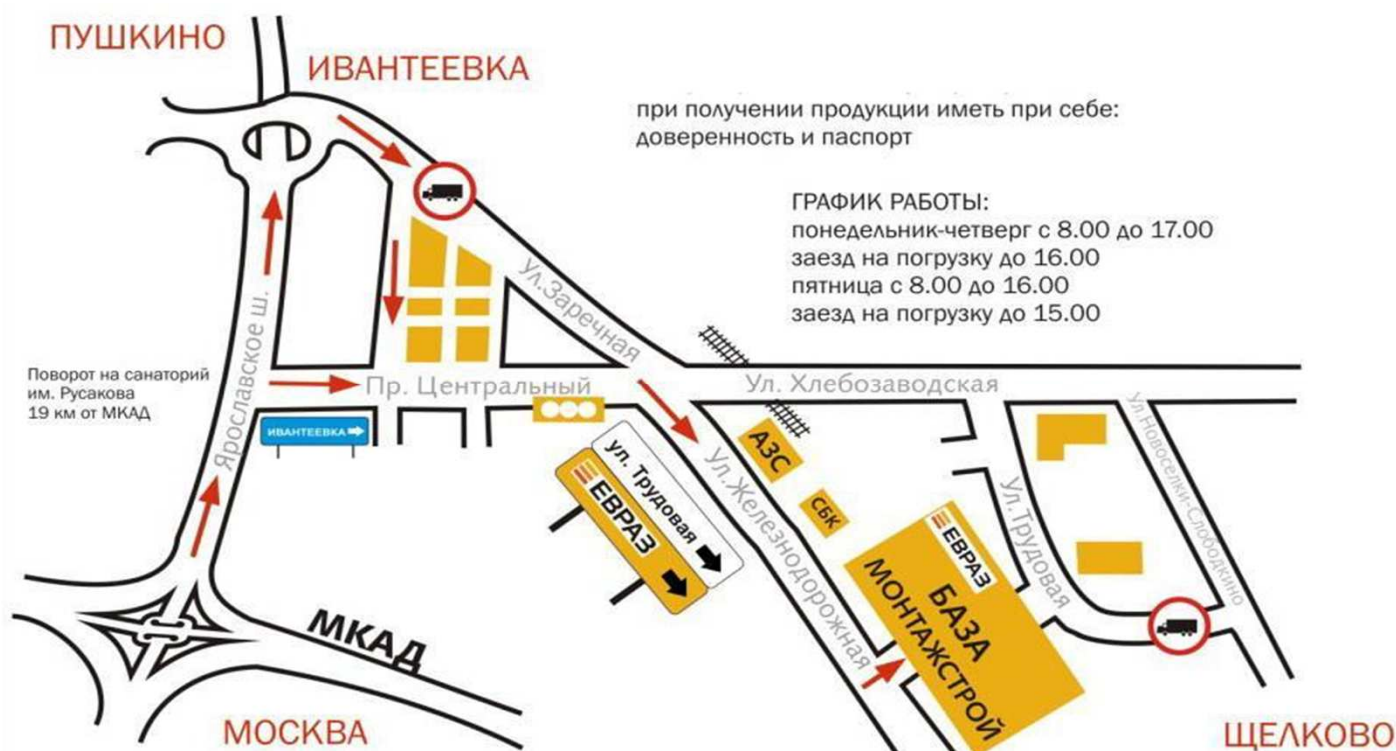 ПУШКИНО
ИВАНТЕЕВКА
при получении продукции иметь при себе:
доверенность и паспорт
ГРАФИК РАБОТЫ:
понедельник-четверг с 8.00 до 17.00
заезд на погрузку до 16.00
пятница с 8.00 до 16.00
заезд на погрузку до 15.00
Ул.Заречная
Ярославское ш.
Поворот на санаторий
им. Русакова
19 км от МКАД
Пр. Центральный
Ул. Хлебозаводская
ИВАНТЕЕВКА
ул. Трудовая
ЕВРАЗ
АЗС
СБК
Ул.Железнодорожная
Ул.Трудовая
Ул.Новоселки-Слободкино
ЕВРАЗ
БАЗА
МОНТАЖСТРОЙ
МКАД
МОСКВА
ЩЕЛКОВО